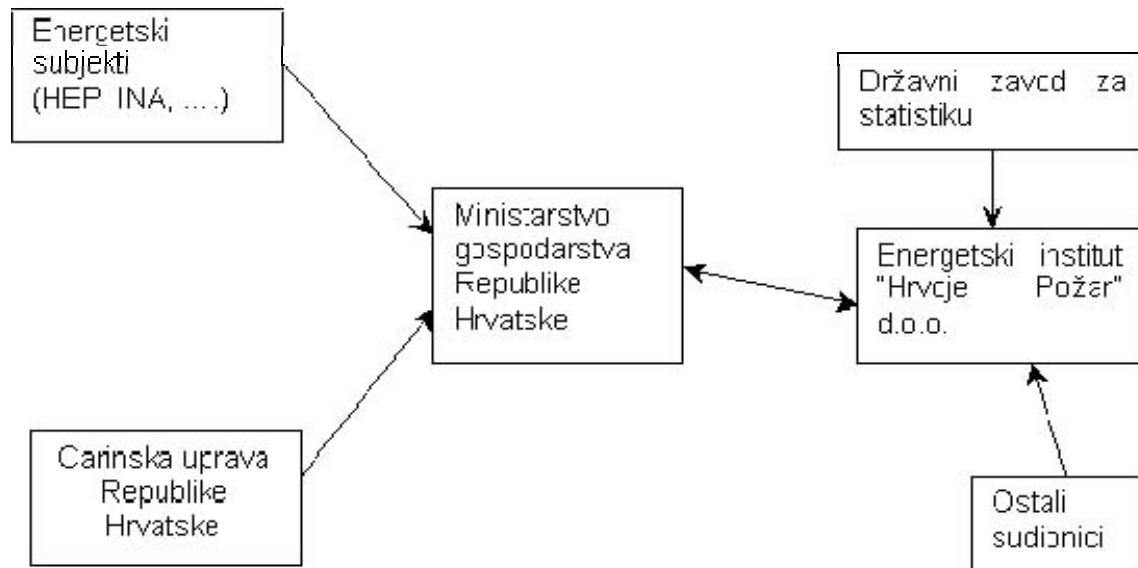 Energetski
subjekti
(HEP INA, ....)
Državni zavod za
statistiku
Ministarstvo
gospodarstva
Republike
Hrvatske
Energetski institut
"Hrvoje Požar"
d.o.o.
Carinska uprava
Republike
Hrvatske
Ostali
sudionici